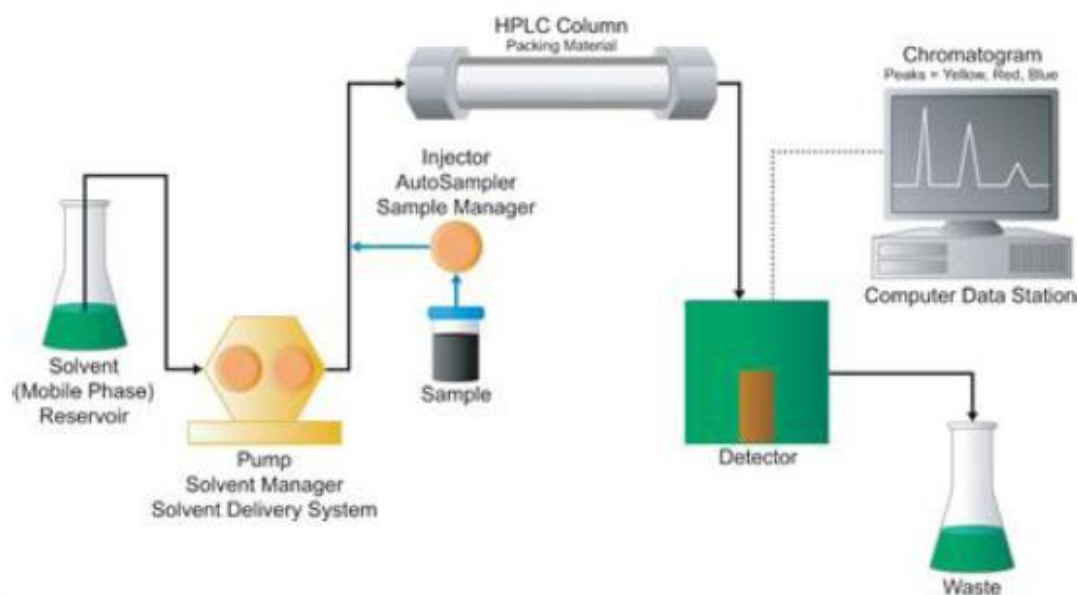 HPLC Column
Packing Material
Chromatogram
Peaks = Yellow, Red, Blue
Injector
AutoSampler
Sample Manager
Computer Data Station
Solvent
(Mobile Phase)
Reservoir
Sample
Pump
Solvent Manager
Solvent Delivery System
Detector
Waste